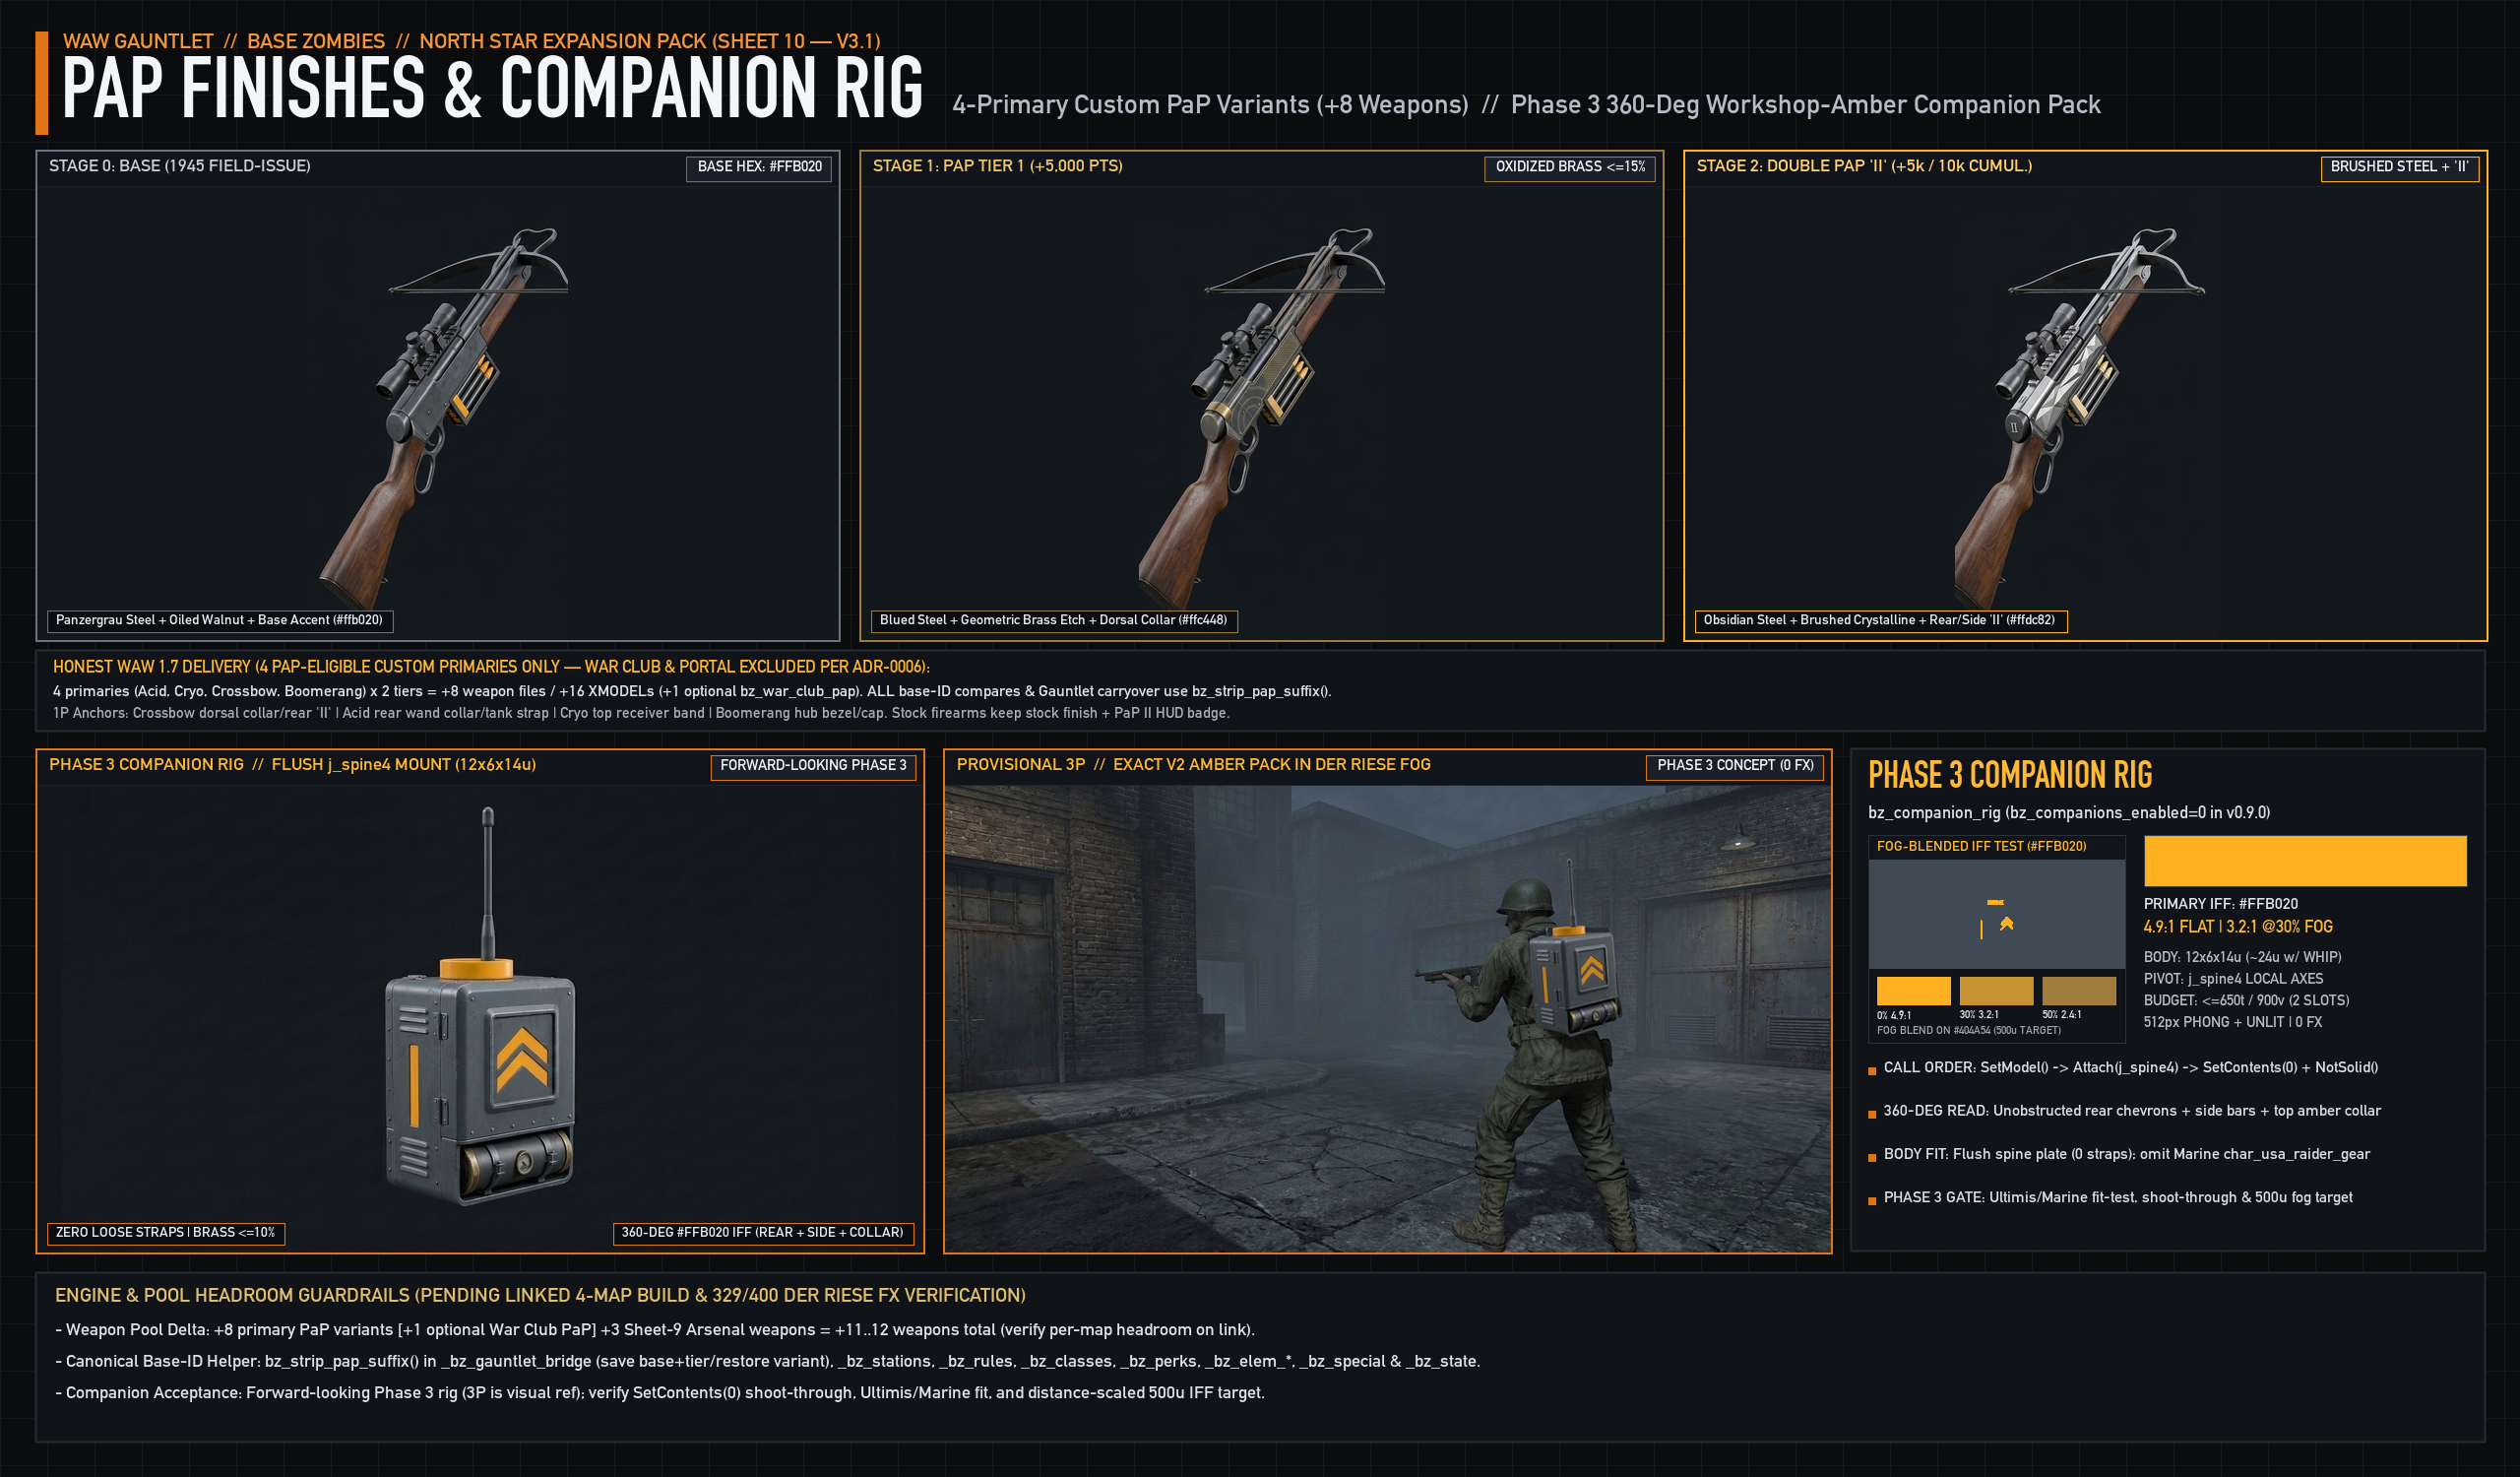 WAW GAUNTLET // BASE ZOMBIES // NORTH STAR EXPANSION PACK (SHEET 10 — V3.1)
PAP FINISHES & COMPANION RIG
4-Primary Custom PaP Variants (+8 Weapons) // Phase 3 360-Deg Workshop-Amber Companion Pack
STAGE 0: BASE (1945 FIELD-ISSUE)
BASE HEX: #FFB020
Panzergrau Steel + Oiled Walnut + Base Accent (#ffb020)
STAGE 1: PAP TIER 1 (+5,000 PTS)
OXIDIZED BRASS <=15%
Blued Steel + Geometric Brass Etch + Dorsal Collar (#ffc448)
STAGE 2: DOUBLE PAP 'II' (+5k / 10k CUMUL.)
BRUSHED STEEL + 'II'
II
Obsidian Steel + Brushed Crystalline + Rear/Side 'II' (#ffdc82)
HONEST WAW 1.7 DELIVERY (4 PAP-ELIGIBLE CUSTOM PRIMARIES ONLY — WAR CLUB & PORTAL EXCLUDED PER ADR-0006):
4 primaries (Acid, Cryo, Crossbow, Boomerang) x 2 tiers = +8 weapon files / +16 XMODELs (+1 optional bz_war_club_pap). ALL base-ID compares & Gauntlet carryover use bz_strip_pap_suffix().
1P Anchors: Crossbow dorsal collar/rear 'II' | Acid rear wand collar/tank strap | Cryo top receiver band | Boomerang hub bezel/cap. Stock firearms keep stock finish + PaP II HUD badge.
PHASE 3 COMPANION RIG // FLUSH j_spine4 MOUNT (12x6x14u)
FORWARD-LOOKING PHASE 3
ZERO LOOSE STRAPS | BRASS <=10%
360-DEG #FFB020 IFF (REAR + SIDE + COLLAR)
PROVISIONAL 3P // EXACT V2 AMBER PACK IN DER RIESE FOG
PHASE 3 CONCEPT (0 FX)
PHASE 3 COMPANION RIG
bz_companion_rig (bz_companions_enabled=0 in v0.9.0)
FOG-BLENDED IFF TEST (#FFB020)
0% 4.9:1
30% 3.2:1
50% 2.4:1
FOG BLEND ON #404A54 (500u TARGET)
PRIMARY IFF: #FFB020
4.9:1 FLAT | 3.2:1 @30% FOG
BODY: 12x6x14u (~24u w/ WHIP)
PIVOT: j_spine4 LOCAL AXES
BUDGET: <=650t / 900v (2 SLOTS)
512px PHONG + UNLIT | 0 FX
CALL ORDER: SetModel() -> Attach(j_spine4) -> SetContents(0) + NotSolid()
360-DEG READ: Unobstructed rear chevrons + side bars + top amber collar
BODY FIT: Flush spine plate (0 straps); omit Marine char_usa_raider_gear
PHASE 3 GATE: Ultimis/Marine fit-test, shoot-through & 500u fog target
ENGINE & POOL HEADROOM GUARDRAILS (PENDING LINKED 4-MAP BUILD & 329/400 DER RIESE FX VERIFICATION)
- Weapon Pool Delta: +8 primary PaP variants [+1 optional War Club PaP] +3 Sheet-9 Arsenal weapons = +11..12 weapons total (verify per-map headroom on link).
- Canonical Base-ID Helper: bz_strip_pap_suffix() in _bz_gauntlet_bridge (save base+tier/restore variant), _bz_stations, _bz_rules, _bz_classes, _bz_perks, _bz_elem_*, _bz_special & _bz_state.
- Companion Acceptance: Forward-looking Phase 3 rig (3P is visual ref); verify SetContents(0) shoot-through, Ultimis/Marine fit, and distance-scaled 500u IFF target.